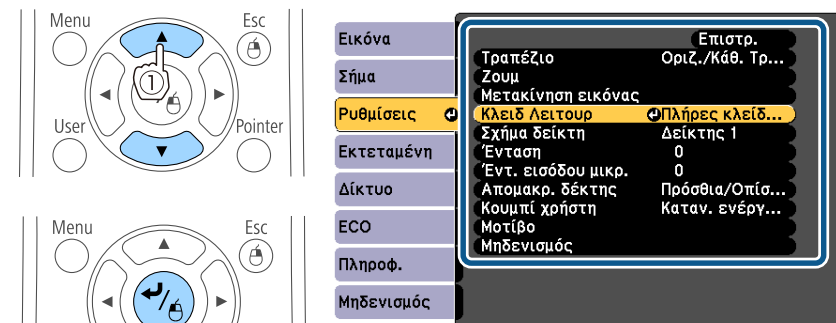 Menu
Esc
①
User
Pointer
Menu
Esc
Εικόνα
Σήμα
Ρυθμίσεις
Εκτεταμένη
Δίκτυο
ECO
Πληροφ.
Μηδενισμός
Επιστρ.
Τραπέζιο Οριζ./Κάθ. Τρ...
Ζουμ
Μετακίνηση εικόνας
Κλειδ Λειτουρ Πλήρες κλείδ...
Σχήμα δείκτη Δείκτης 1
Ένταση 0
Έντ. εισόδου μικρ. 0
Απομακρ. δέκτης Πρόσθια/Οπίσ...
Κουμπί χρήστη Καταν. ενέργ...
Μοτίβο
Μηδενισμός